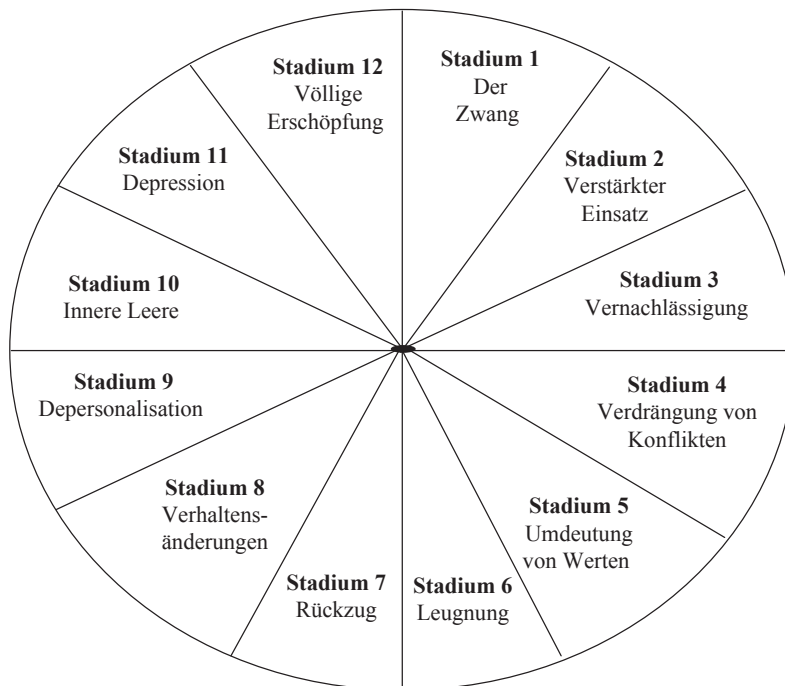 Stadium 1
Der
Zwang
Stadium 2
Verstärkter
Einsatz
Stadium 3
Vernachlässigung
Stadium 4
Verdrängung von
Konflikten
Stadium 5
Umdeutung
von Werten
Stadium 6
Leugnung
Stadium 7
Rückzug
Stadium 8
Verhaltens-
änderungen
Stadium 9
Depersonalisation
Stadium 10
Innere Leere
Stadium 11
Depression
Stadium 12
Völlige
Erschöpfung